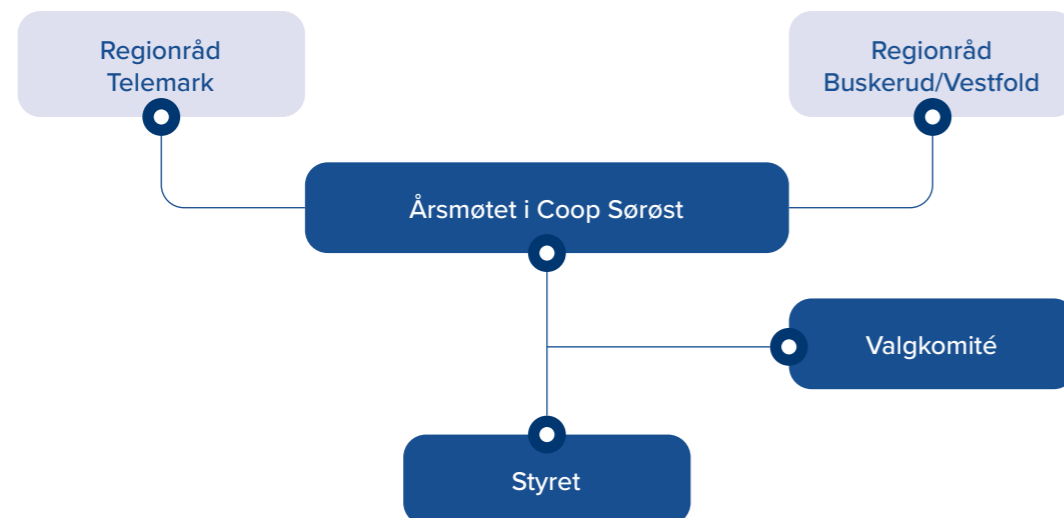 Regionråd
Telemark
Regionråd
Buskerud/Vestfold
Årsmøtet i Coop Sørøst
Valgkomité
Styret